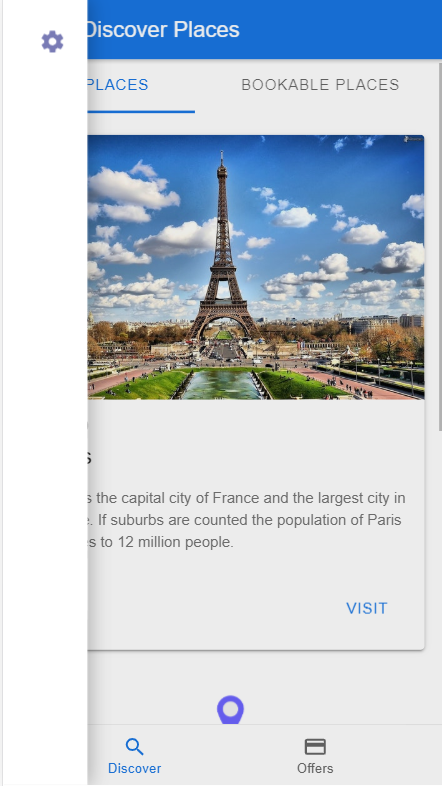 Discover Places
PLACES
BOOKABLE PLACES
s the capital city of France and the largest city in
e. If suburbs are counted the population of Paris
es to 12 million people.
VISIT
Discover
Offers